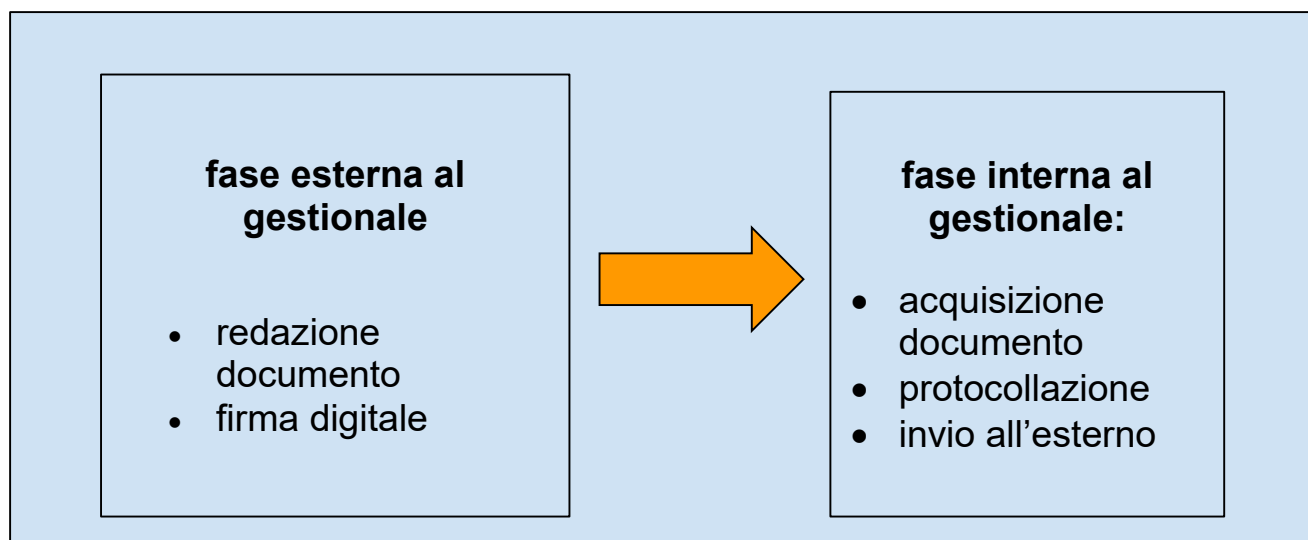 fase esterna al
gestionale
• redazione
documento
• firma digitale
fase interna al
gestionale:
• acquisizione
documento
• protocollazione
• invio all’esterno